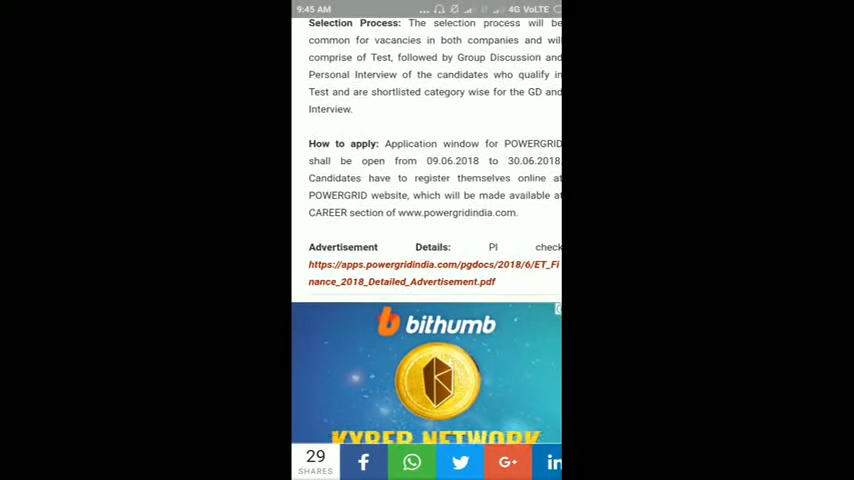 9:45 AM ... 4G VoLTE
Selection Process: The selection process will be
common for vacancies in both companies and will
comprise of Test, followed by Group Discussion and
Personal Interview of the candidates who qualify in
Test and are shortlisted category wise for the GD and
Interview.
How to apply: Application window for POWERGRID
shall be open from 09.06.2018 to 30.06.2018.
Candidates have to register themselves online at
POWERGRID website, which will be made available at
CAREER section of www.powergridindia.com.
Advertisement Details: Pl check
https://apps.powergridindia.com/pgdocs/2018/6/ET_Fi
nance_2018_Detailed_Advertisement.pdf
bithumb
KYBER NETWORK
29
SHARES
f G+ in